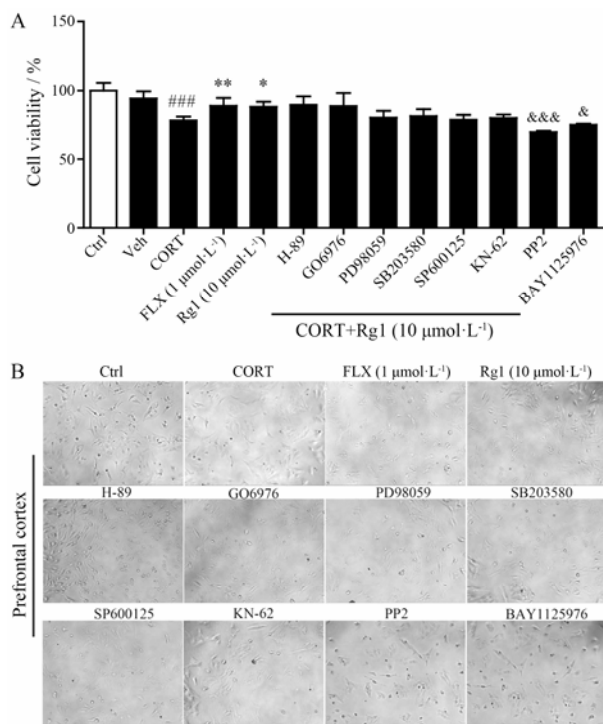 A
Cell viability / %
150
100
50
0
###
**
*
&&&
&
Ctrl
Veh
CORT
FLX (1 μmol·L⁻¹)
Rg1 (10 μmol·L⁻¹)
H-89
GO6976
PD98059
SB203580
SP600125
KN-62
PP2
BAY1125976
CORT+Rg1 (10 μmol·L⁻¹)
B
Prefrontal cortex
Ctrl CORT FLX (1 μmol·L⁻¹) Rg1 (10 μmol·L⁻¹)
H-89 GO6976 PD98059 SB203580
SP600125 KN-62 PP2 BAY1125976